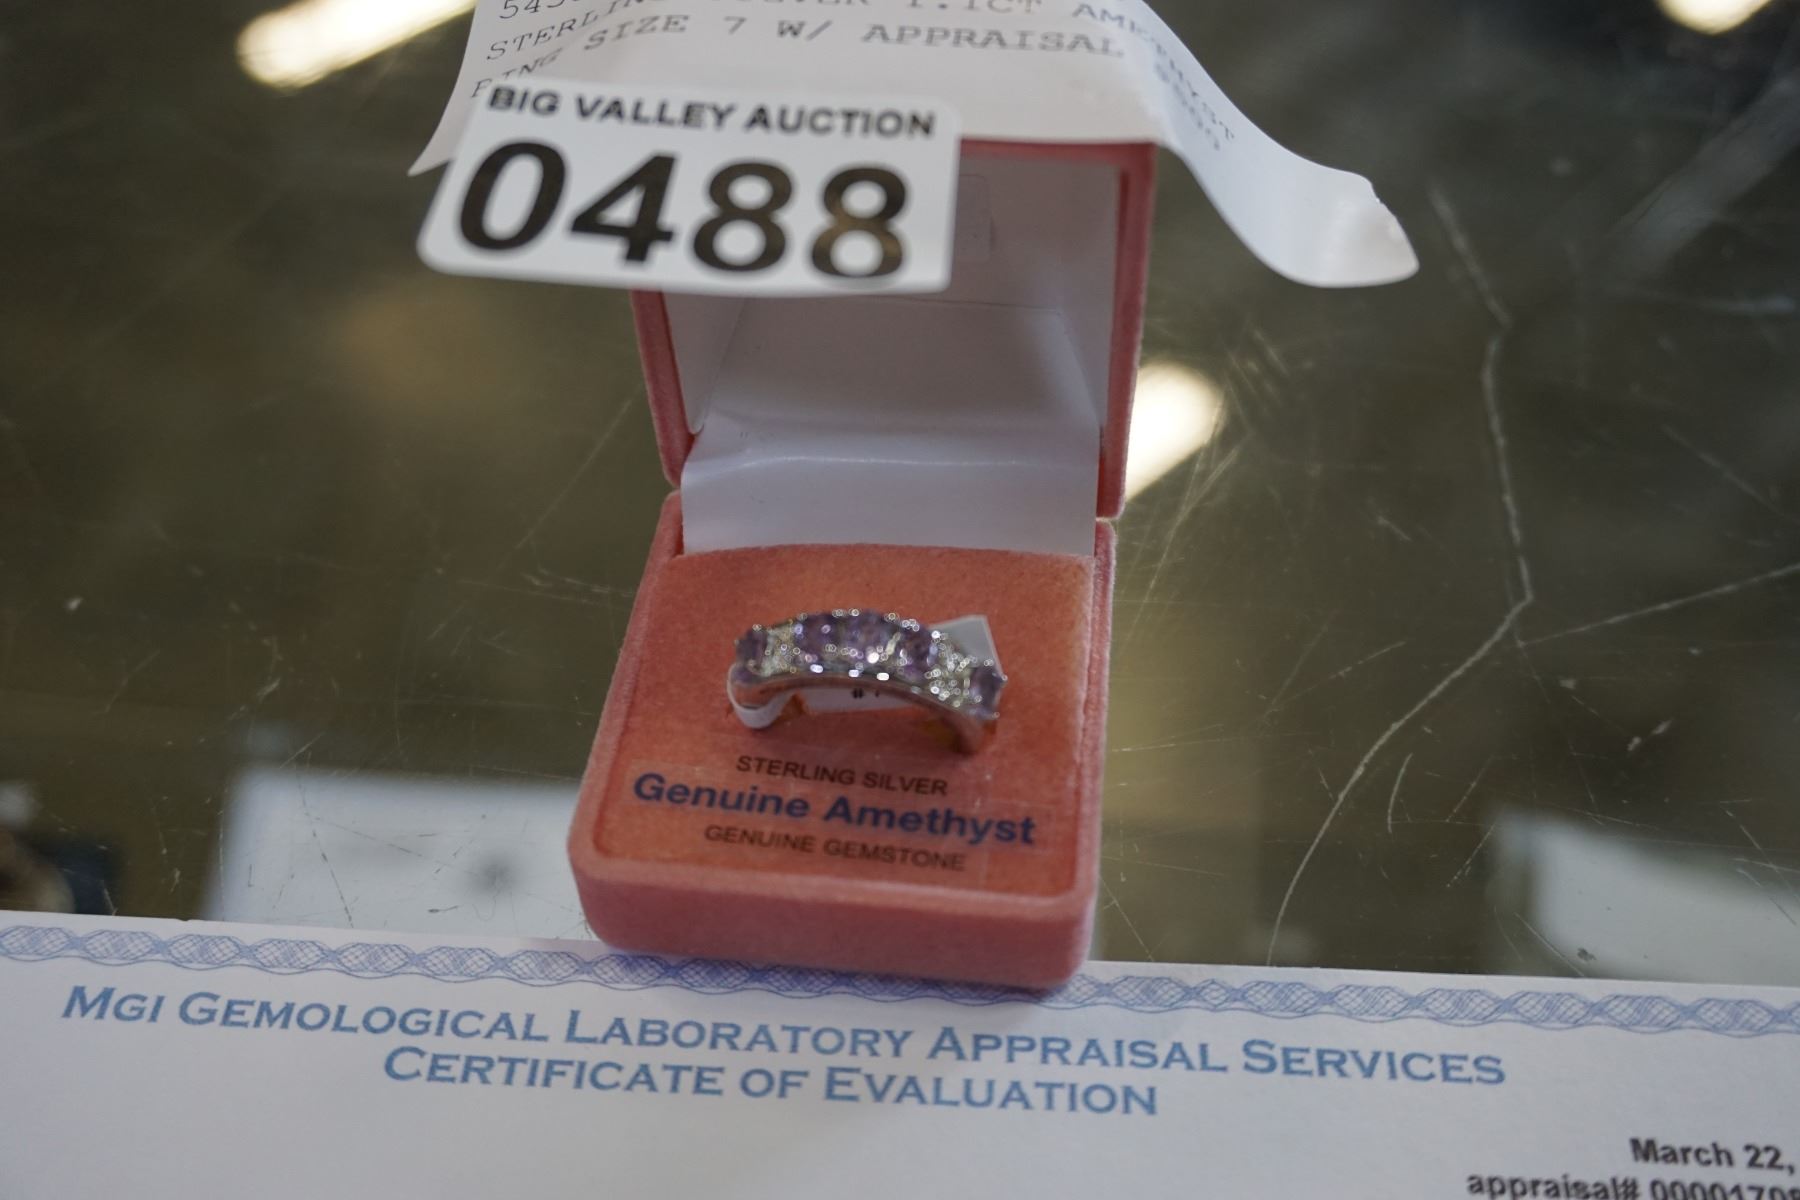 STERLING SILVER 1.1CT AMETHYST
RING SIZE 7 W/ APPRAISAL
BIG VALLEY AUCTION
0488
STERLING SILVER
Genuine Amethyst
GENUINE GEMSTONE
MGI GEMOLOGICAL LABORATORY APPRAISAL SERVICES
CERTIFICATE OF EVALUATION
March 22,
appraisal#